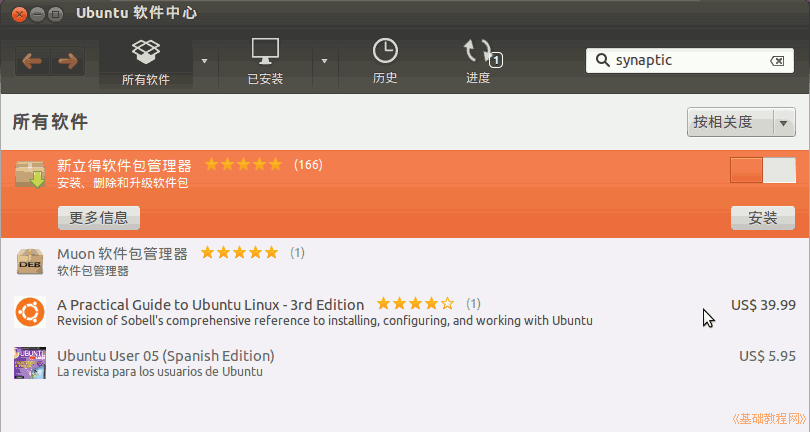 Ubuntu 软件中心
所有软件
已安装
历史
进度
1
synaptic
所有软件
按相关度
新立得软件包管理器 (166)
安装、删除和升级软件包
更多信息
安装
DEB
Muon 软件包管理器 (1)
软件包管理器
A Practical Guide to Ubuntu Linux - 3rd Edition (1) US$ 39.99
Revision of Sobell's comprehensive reference to installing, configuring, and working with Ubuntu
UBUNTU
Ubuntu User 05 (Spanish Edition) US$ 5.95
La revista para los usuarios de Ubuntu
《基础教程网》